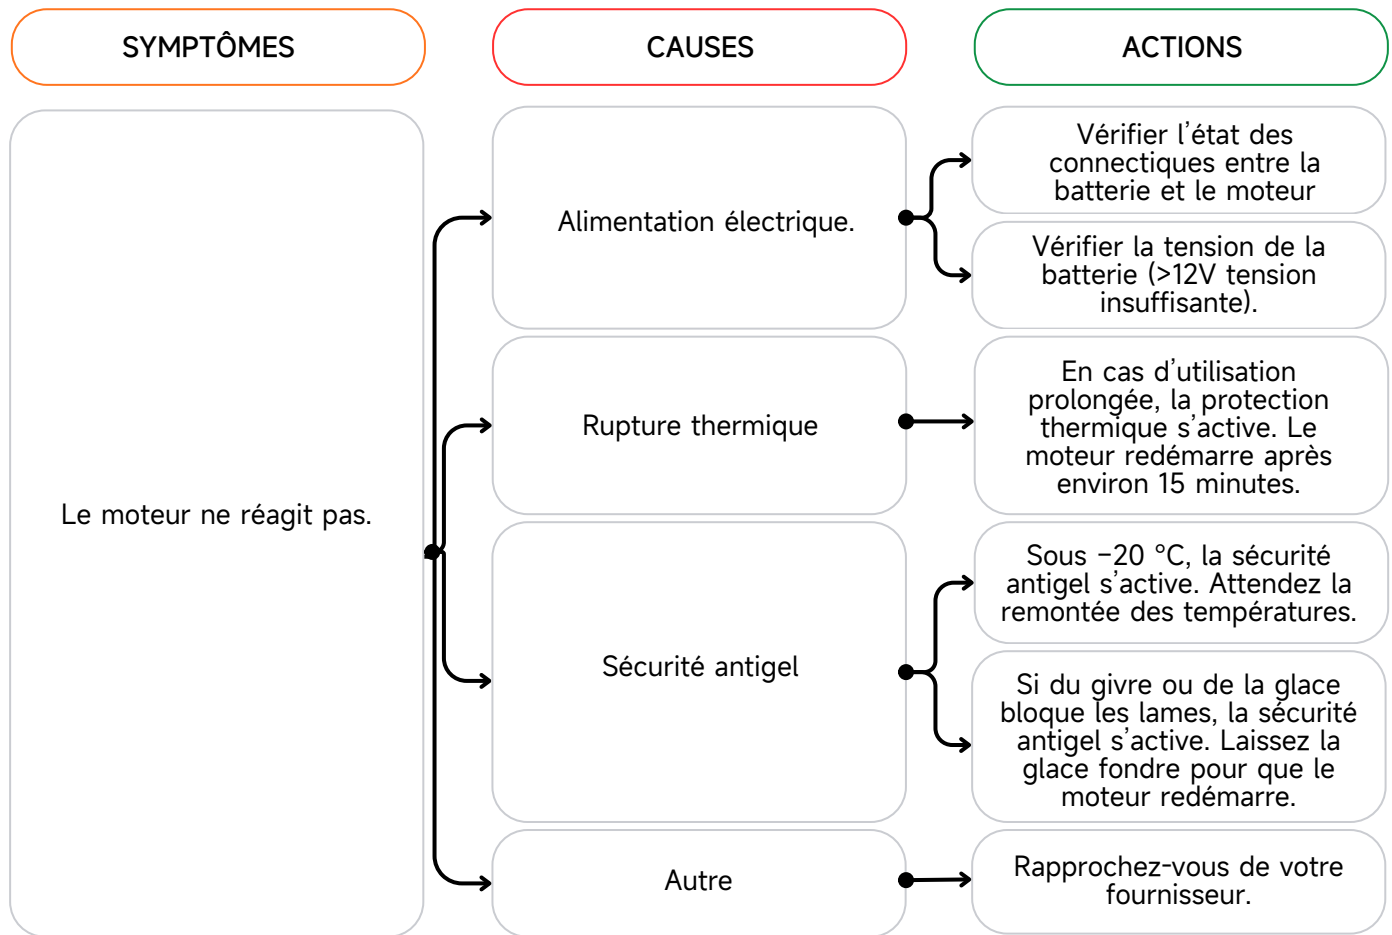 SYMPTÔMES
CAUSES
ACTIONS
Le moteur ne réagit pas.
Alimentation électrique.
Vérifier l’état des
connectiques entre la
batterie et le moteur
Vérifier la tension de la
batterie (>12V tension
insuffisante).
Rupture thermique
En cas d’utilisation
prolongée, la protection
thermique s’active. Le
moteur redémarre après
environ 15 minutes.
Sécurité antigel
Sous −20 °C, la sécurité
antigel s’active. Attendez la
remontée des températures.
Si du givre ou de la glace
bloque les lames, la sécurité
antigel s’active. Laissez la
glace fondre pour que le
moteur redémarre.
Autre
Rapprochez-vous de votre
fournisseur.